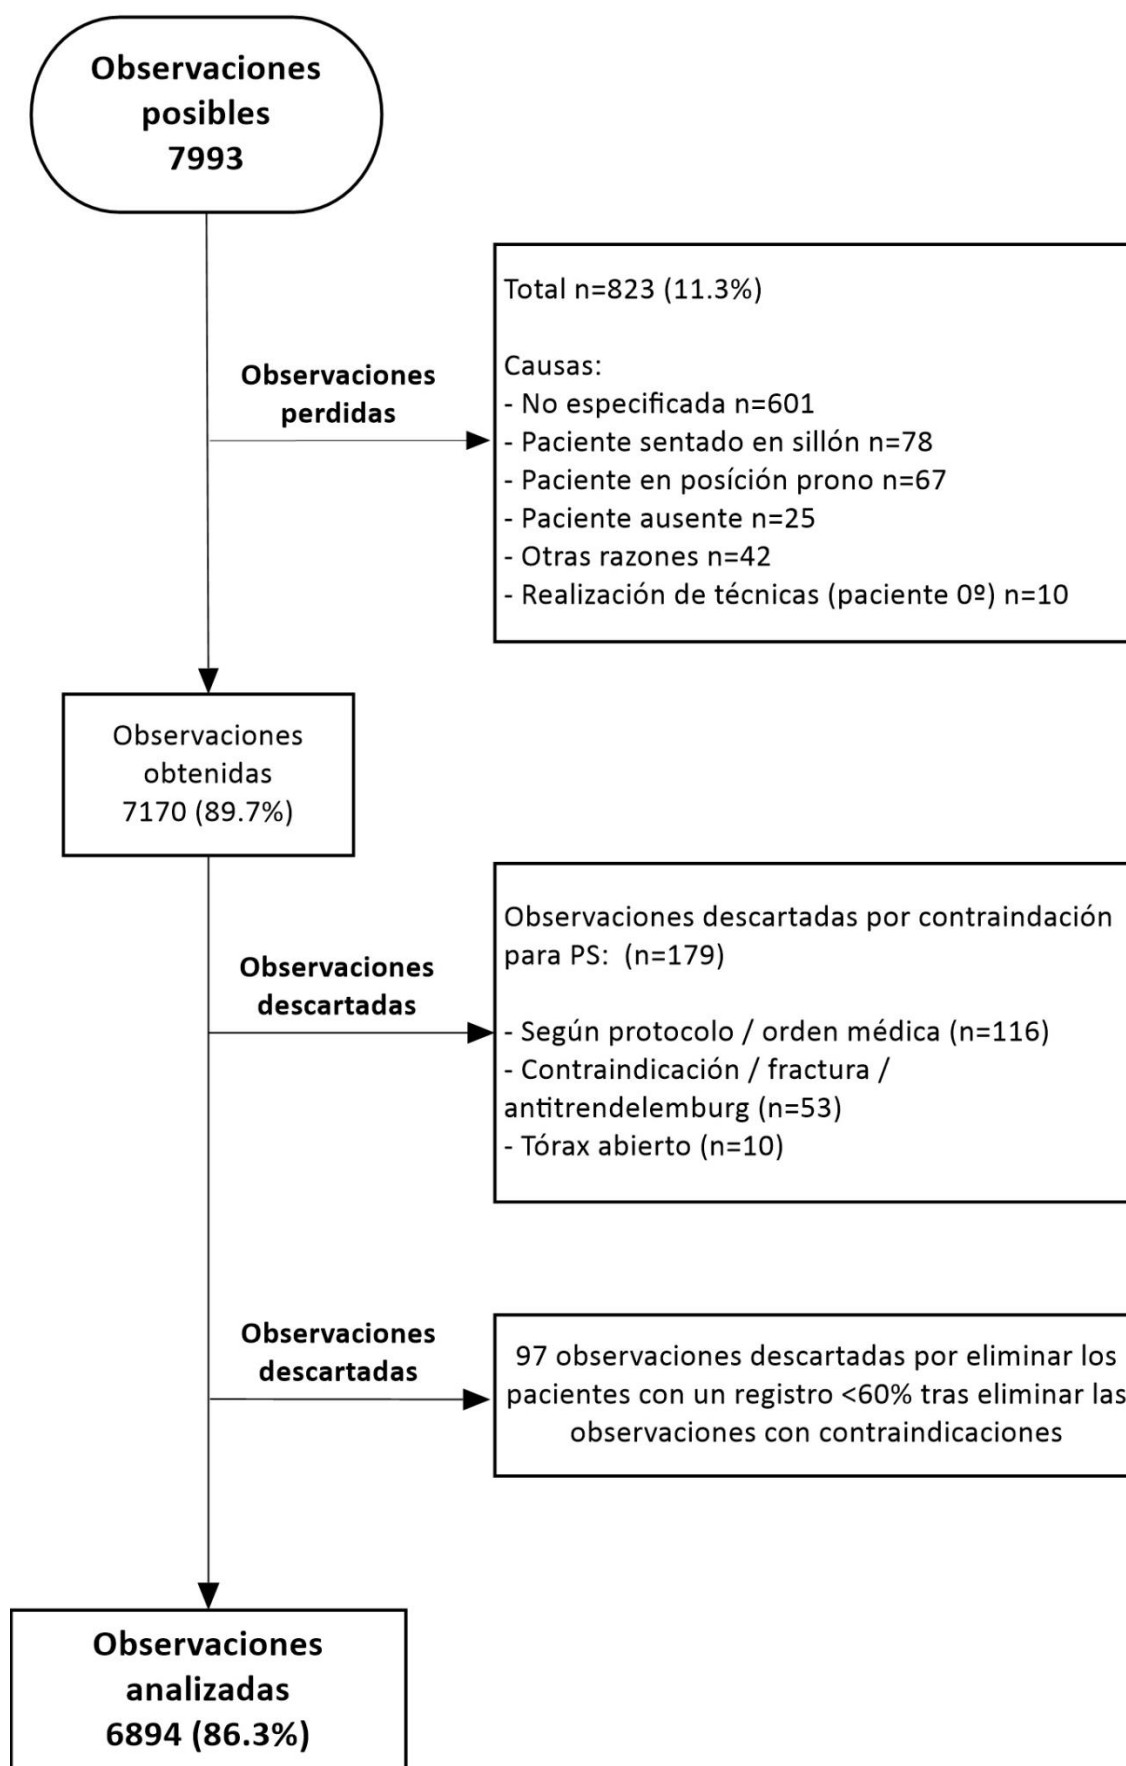 Observaciones
posibles
7993
Total n=823 (11.3%)
Causas:
- No especificada n=601
- Paciente sentado en sillón n=78
- Paciente en posíción prono n=67
- Paciente ausente n=25
- Otras razones n=42
- Realización de técnicas (paciente 0º) n=10
Observaciones
perdidas
Observaciones
obtenidas
7170 (89.7%)
Observaciones descartadas por contraindación
para PS:  (n=179)
- Según protocolo / orden médica (n=116)
- Contraindicación / fractura /
antitrendelemburg (n=53)
- Tórax abierto (n=10)
Observaciones
descartadas
Observaciones
descartadas
97 observaciones descartadas por eliminar los
pacientes con un registro <60% tras eliminar las
observaciones con contraindicaciones
Observaciones
analizadas
6894 (86.3%)